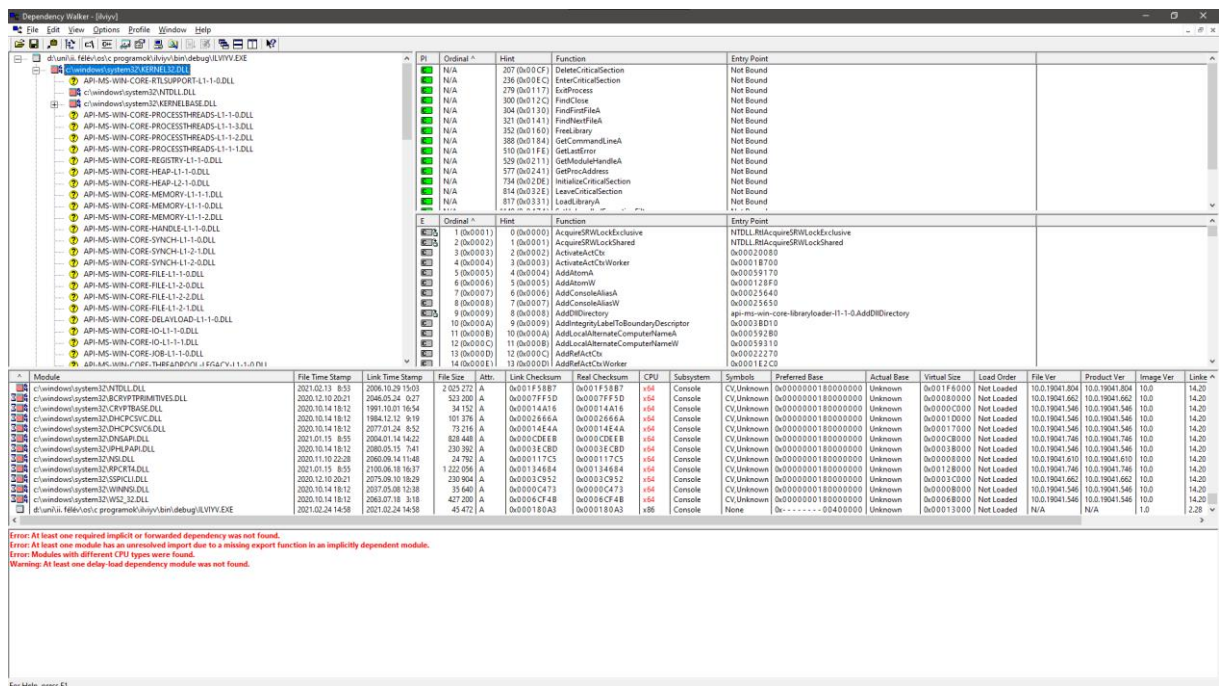 Dependency Walker - [ilviyv]
File Edit View Options Profile Window Help
d:\uni\ii. félév\os\c programok\ilviyv\bin\debug\ILVIYV.EXE
c:\windows\system32\KERNEL32.DLL
API-MS-WIN-CORE-RTLSUPPORT-L1-1-0.DLL
c:\windows\system32\NTDLL.DLL
c:\windows\system32\KERNELBASE.DLL
API-MS-WIN-CORE-PROCESSTHREADS-L1-1-0.DLL
API-MS-WIN-CORE-PROCESSTHREADS-L1-1-3.DLL
API-MS-WIN-CORE-PROCESSTHREADS-L1-1-2.DLL
API-MS-WIN-CORE-PROCESSTHREADS-L1-1-1.DLL
API-MS-WIN-CORE-REGISTRY-L1-1-0.DLL
API-MS-WIN-CORE-HEAP-L1-1-0.DLL
API-MS-WIN-CORE-HEAP-L2-1-0.DLL
API-MS-WIN-CORE-MEMORY-L1-1-1.DLL
API-MS-WIN-CORE-MEMORY-L1-1-0.DLL
API-MS-WIN-CORE-MEMORY-L1-1-2.DLL
API-MS-WIN-CORE-HANDLE-L1-1-0.DLL
API-MS-WIN-CORE-SYNCH-L1-1-0.DLL
API-MS-WIN-CORE-SYNCH-L1-2-1.DLL
API-MS-WIN-CORE-SYNCH-L1-2-0.DLL
API-MS-WIN-CORE-FILE-L1-1-0.DLL
API-MS-WIN-CORE-FILE-L1-2-0.DLL
API-MS-WIN-CORE-FILE-L1-2-2.DLL
API-MS-WIN-CORE-FILE-L1-2-1.DLL
API-MS-WIN-CORE-DELAYLOAD-L1-1-0.DLL
API-MS-WIN-CORE-IO-L1-1-0.DLL
API-MS-WIN-CORE-IO-L1-1-1.DLL
API-MS-WIN-CORE-JOB-L1-1-0.DLL
API-MS-WIN-CORE-THREADPOOL-LEGACY-L1-1-0.DLL
PI Ordinal ^ Hint Function Entry Point
N/A 207 (0x00CF) DeleteCriticalSection Not Bound
N/A 236 (0x00EC) EnterCriticalSection Not Bound
N/A 279 (0x0117) ExitProcess Not Bound
N/A 300 (0x012C) FindClose Not Bound
N/A 304 (0x0130) FindFirstFileA Not Bound
N/A 321 (0x0141) FindNextFileA Not Bound
N/A 352 (0x0160) FreeLibrary Not Bound
N/A 388 (0x0184) GetCommandLineA Not Bound
N/A 510 (0x01FE) GetLastError Not Bound
N/A 529 (0x0211) GetModuleHandleA Not Bound
N/A 577 (0x0241) GetProcAddress Not Bound
N/A 734 (0x02DE) InitializeCriticalSection Not Bound
N/A 814 (0x032E) LeaveCriticalSection Not Bound
N/A 817 (0x0331) LoadLibraryA Not Bound
E Ordinal ^ Hint Function Entry Point
1 (0x0001) 0 (0x0000) AcquireSRWLockExclusive NTDLL.RtlAcquireSRWLockExclusive
2 (0x0002) 1 (0x0001) AcquireSRWLockShared NTDLL.RtlAcquireSRWLockShared
3 (0x0003) 2 (0x0002) ActivateActCtx 0x00020080
4 (0x0004) 3 (0x0003) ActivateActCtxWorker 0x0001B700
5 (0x0005) 4 (0x0004) AddAtomA 0x00059170
6 (0x0006) 5 (0x0005) AddAtomW 0x000128F0
7 (0x0007) 6 (0x0006) AddConsoleAliasA 0x00025640
8 (0x0008) 7 (0x0007) AddConsoleAliasW 0x00025650
9 (0x0009) 8 (0x0008) AddDllDirectory api-ms-win-core-libraryloader-l1-1-0.AddDllDirectory
10 (0x000A) 9 (0x0009) AddIntegrityLabelToBoundaryDescriptor 0x0003BD10
11 (0x000B) 10 (0x000A) AddLocalAlternateComputerNameA 0x000592B0
12 (0x000C) 11 (0x000B) AddLocalAlternateComputerNameW 0x00059310
13 (0x000D) 12 (0x000C) AddRefActCtx 0x00022270
14 (0x000E) 13 (0x000D) AddRefActCtxWorker 0x0001E2C0
^ Module File Time Stamp Link Time Stamp File Size Attr. Link Checksum Real Checksum CPU Subsystem Symbols Preferred Base Actual Base Virtual Size Load Order File Ver Product Ver Image Ver Linke
c:\windows\system32\NTDLL.DLL 2021.02.13 8:53 2006.10.29 15:03 2 025 272 A 0x001F58B7 0x001F58B7 x64 Console CV,Unknown 0x0000000180000000 Unknown 0x001F6000 Not Loaded 10.0.19041.804 10.0.19041.804 10.0 14.20
c:\windows\system32\BCRYPTPRIMITIVES.DLL 2020.12.10 20:21 2046.05.24 0:27 523 200 A 0x0007FF5D 0x0007FF5D x64 Console CV,Unknown 0x0000000180000000 Unknown 0x00080000 Not Loaded 10.0.19041.662 10.0.19041.662 10.0 14.20
c:\windows\system32\CRYPTBASE.DLL 2020.10.14 18:12 1991.10.01 16:54 34 152 A 0x00014A16 0x00014A16 x64 Console CV,Unknown 0x0000000180000000 Unknown 0x0000C000 Not Loaded 10.0.19041.546 10.0.19041.546 10.0 14.20
c:\windows\system32\DHCPCSVC.DLL 2020.10.14 18:12 1984.12.12 9:19 101 376 A 0x0002666A 0x0002666A x64 Console CV,Unknown 0x0000000180000000 Unknown 0x0001D000 Not Loaded 10.0.19041.546 10.0.19041.546 10.0 14.20
c:\windows\system32\DHCPCSVC6.DLL 2020.10.14 18:12 2077.01.24 8:52 73 216 A 0x00014E4A 0x00014E4A x64 Console CV,Unknown 0x0000000180000000 Unknown 0x00017000 Not Loaded 10.0.19041.546 10.0.19041.546 10.0 14.20
c:\windows\system32\DNSAPI.DLL 2021.01.15 8:55 2004.01.14 14:22 828 448 A 0x000CDEEB 0x000CDEEB x64 Console CV,Unknown 0x0000000180000000 Unknown 0x000CB000 Not Loaded 10.0.19041.746 10.0.19041.746 10.0 14.20
c:\windows\system32\IPHLPAPI.DLL 2020.10.14 18:12 2080.05.15 7:41 230 392 A 0x0003ECBD 0x0003ECBD x64 Console CV,Unknown 0x0000000180000000 Unknown 0x0003B000 Not Loaded 10.0.19041.546 10.0.19041.546 10.0 14.20
c:\windows\system32\NSI.DLL 2020.11.10 22:28 2060.09.14 11:48 24 792 A 0x000117C5 0x000117C5 x64 Console CV,Unknown 0x0000000180000000 Unknown 0x00008000 Not Loaded 10.0.19041.610 10.0.19041.610 10.0 14.20
c:\windows\system32\RPCRT4.DLL 2021.01.15 8:55 2100.06.18 16:37 1 222 056 A 0x00134684 0x00134684 x64 Console CV,Unknown 0x0000000180000000 Unknown 0x0012B000 Not Loaded 10.0.19041.746 10.0.19041.746 10.0 14.20
c:\windows\system32\SSPICLI.DLL 2020.12.10 20:21 2075.09.10 18:29 230 904 A 0x0003C952 0x0003C952 x64 Console CV,Unknown 0x0000000180000000 Unknown 0x0003C000 Not Loaded 10.0.19041.662 10.0.19041.662 10.0 14.20
c:\windows\system32\WINNSI.DLL 2020.10.14 18:12 2037.05.08 12:38 35 640 A 0x0000C473 0x0000C473 x64 Console CV,Unknown 0x0000000180000000 Unknown 0x0000B000 Not Loaded 10.0.19041.546 10.0.19041.546 10.0 14.20
c:\windows\system32\WS2_32.DLL 2020.10.14 18:12 2063.07.18 3:18 427 200 A 0x0006CF4B 0x0006CF4B x64 Console CV,Unknown 0x0000000180000000 Unknown 0x0006B000 Not Loaded 10.0.19041.546 10.0.19041.546 10.0 14.20
d:\uni\ii. félév\os\c programok\ilviyv\bin\debug\ILVIYV.EXE 2021.02.24 14:58 2021.02.24 14:58 45 472 A 0x000180A3 0x000180A3 x86 Console None 0x--------00400000 Unknown 0x00013000 Not Loaded N/A N/A 1.0 2.28
Error: At least one required implicit or forwarded dependency was not found.
Error: At least one module has an unresolved import due to a missing export function in an implicitly dependent module.
Error: Modules with different CPU types were found.
Warning: At least one delay-load dependency module was not found.
For Help, press F1